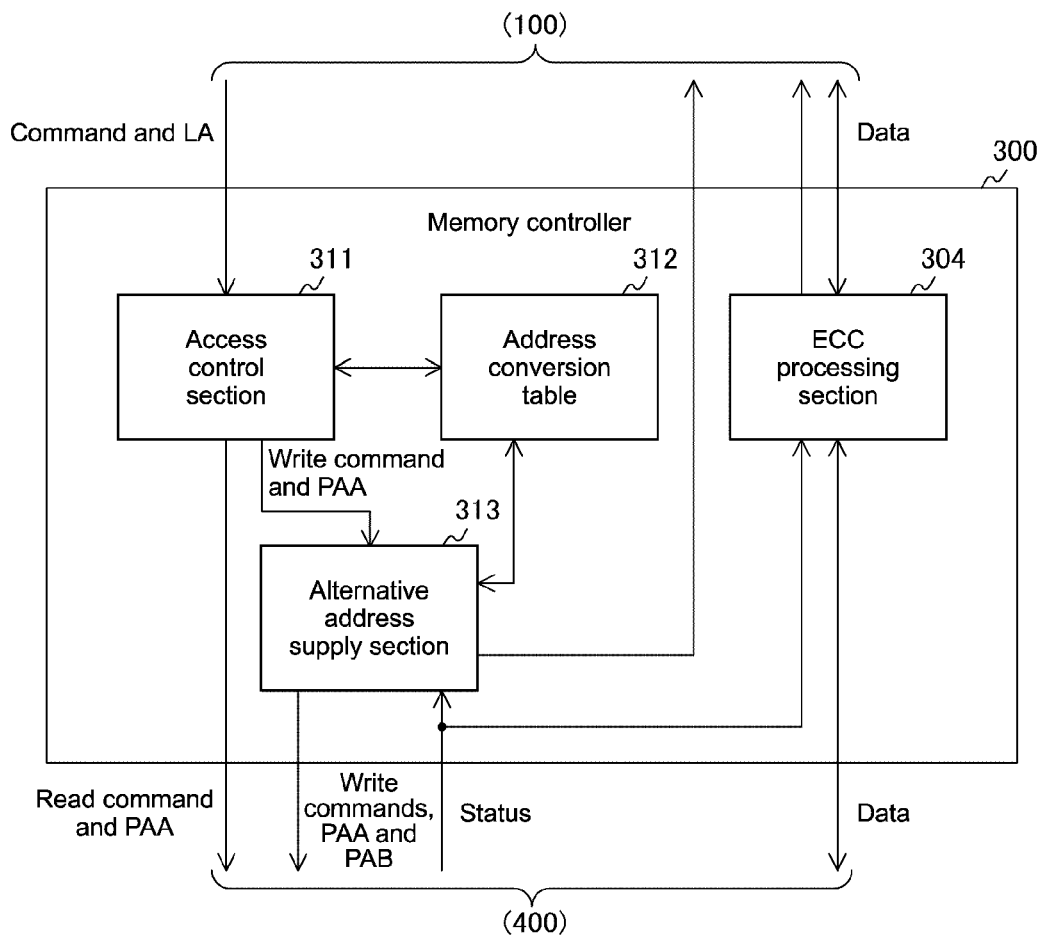 (100)
Command and LA
Data
300
Memory controller
311
312
304
Access
control
section
Address
conversion
table
ECC
processing
section
Write command
and PAA
313
Alternative
address
supply section
Read command
and PAA
Write
commands,
PAA and
PAB
Status
Data
(400)